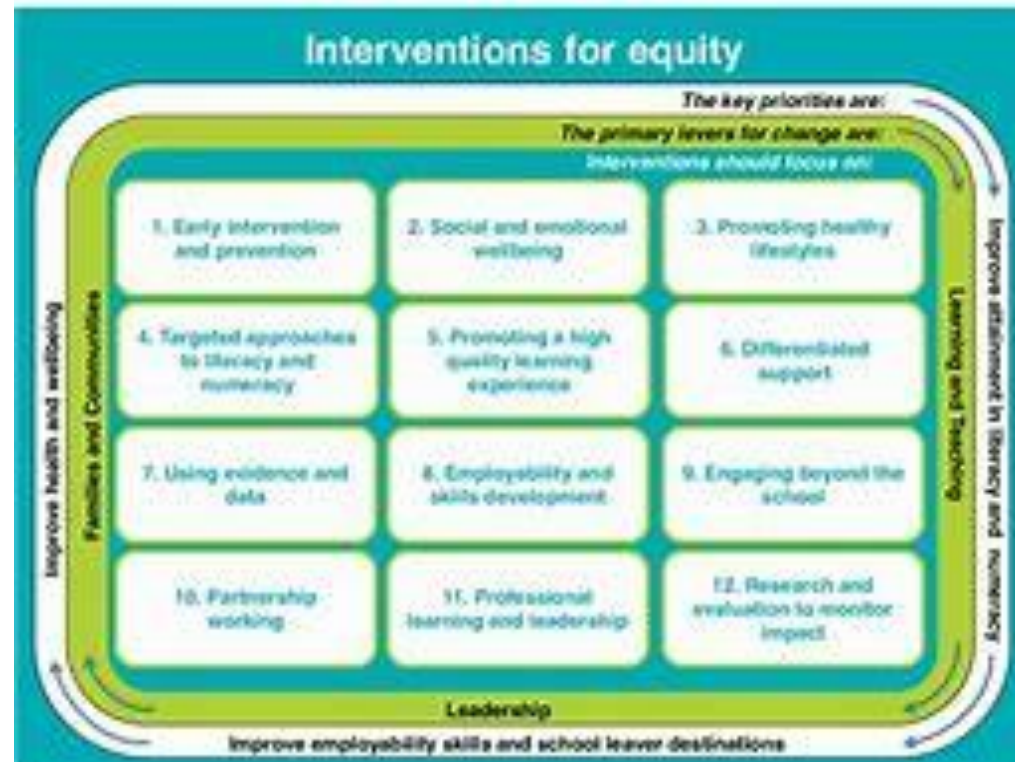 Interventions for equity
The key priorities are:
The primary levers for change are:
Interventions should focus on:
1. Early intervention
and prevention
2. Social and emotional
wellbeing
3. Promoting healthy
lifestyles
4. Targeted approaches
to literacy and
numeracy
5. Promoting a high
quality learning
experience
6. Differentiated
support
7. Using evidence and
data
8. Employability and
skills development
9. Engaging beyond the
school
10. Partnership
working
11. Professional
learning and leadership
12. Research and
evaluation to monitor
impact
Improve health and wellbeing
Families and Communities
Learning and Teaching
Improve attainment in literacy and numeracy
Leadership
Improve employability skills and school leaver destinations